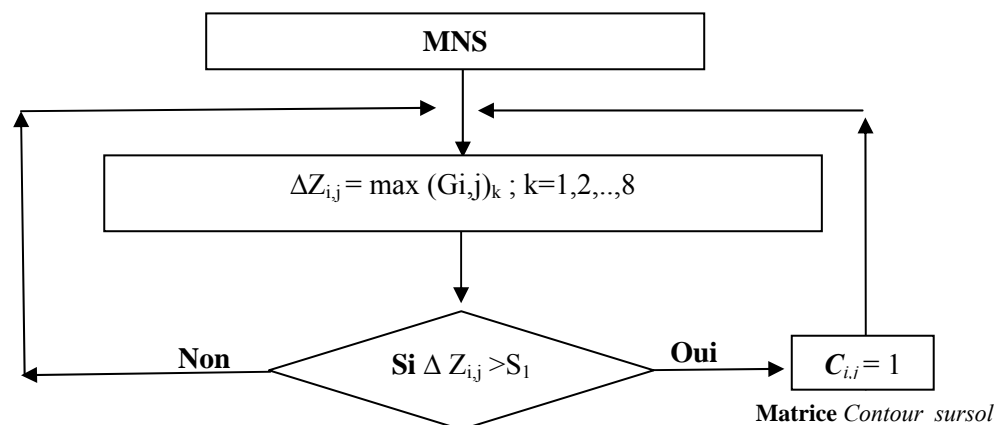 MNS
ΔZi,j = max (Gi,j)k ; k=1,2,..,8
Non
Si Δ Zi,j >S1
Oui
Ci,j = 1
Matrice Contour sursol